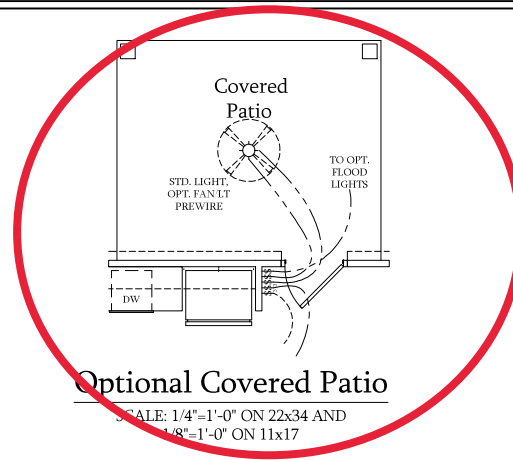 Covered
Patio
STD. LIGHT,
OPT. FAN/LT
PREWIRE
TO OPT.
FLOOD
LIGHTS
DW
Optional Covered Patio
SCALE: 1/4"=1'-0" ON 22x34 AND
1/8"=1'-0" ON 11x17